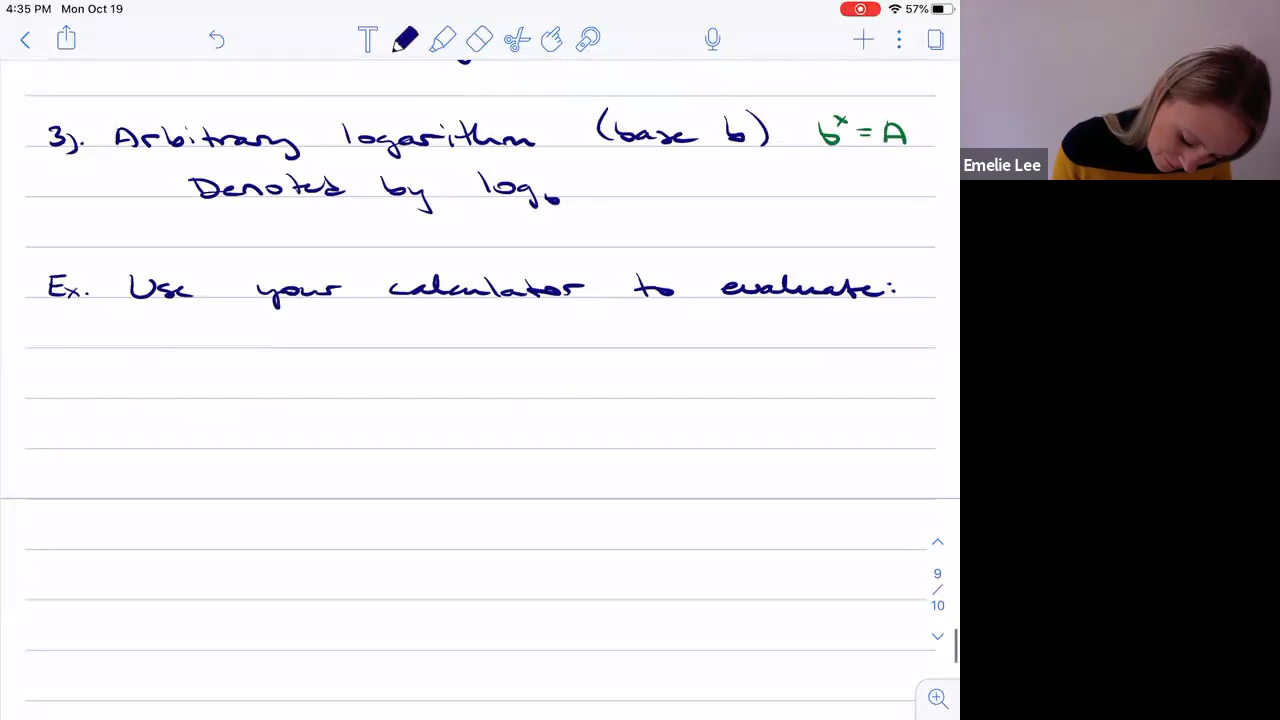 4:35 PM Mon Oct 19
57%
3). Arbitrary logarithm (base b) b^x = A
Denoted by log_b
Emelie Lee
Ex. Use your calculator to evaluate:
9
/
10